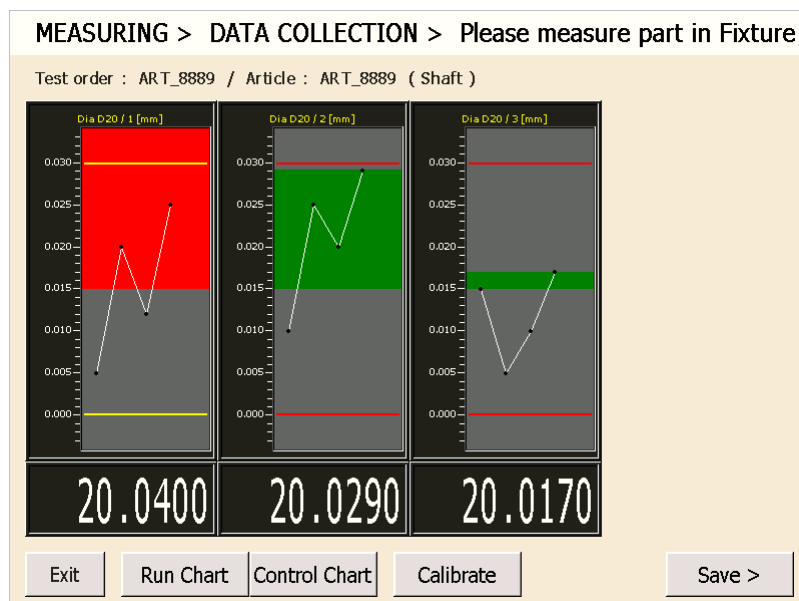 MEASURING > DATA COLLECTION > Please measure part in Fixture
Test order : ART_8889 / Article : ART_8889 ( Shaft )
Dia D20 / 1 [mm] Dia D20 / 2 [mm] Dia D20 / 3 [mm]
0.030 0.030 0.030
0.025 0.025 0.025
0.020 0.020 0.020
0.015 0.015 0.015
0.010 0.010 0.010
0.005 0.005 0.005
0.000 0.000 0.000
20.0400 20.0290 20.0170
Exit Run Chart Control Chart Calibrate Save >